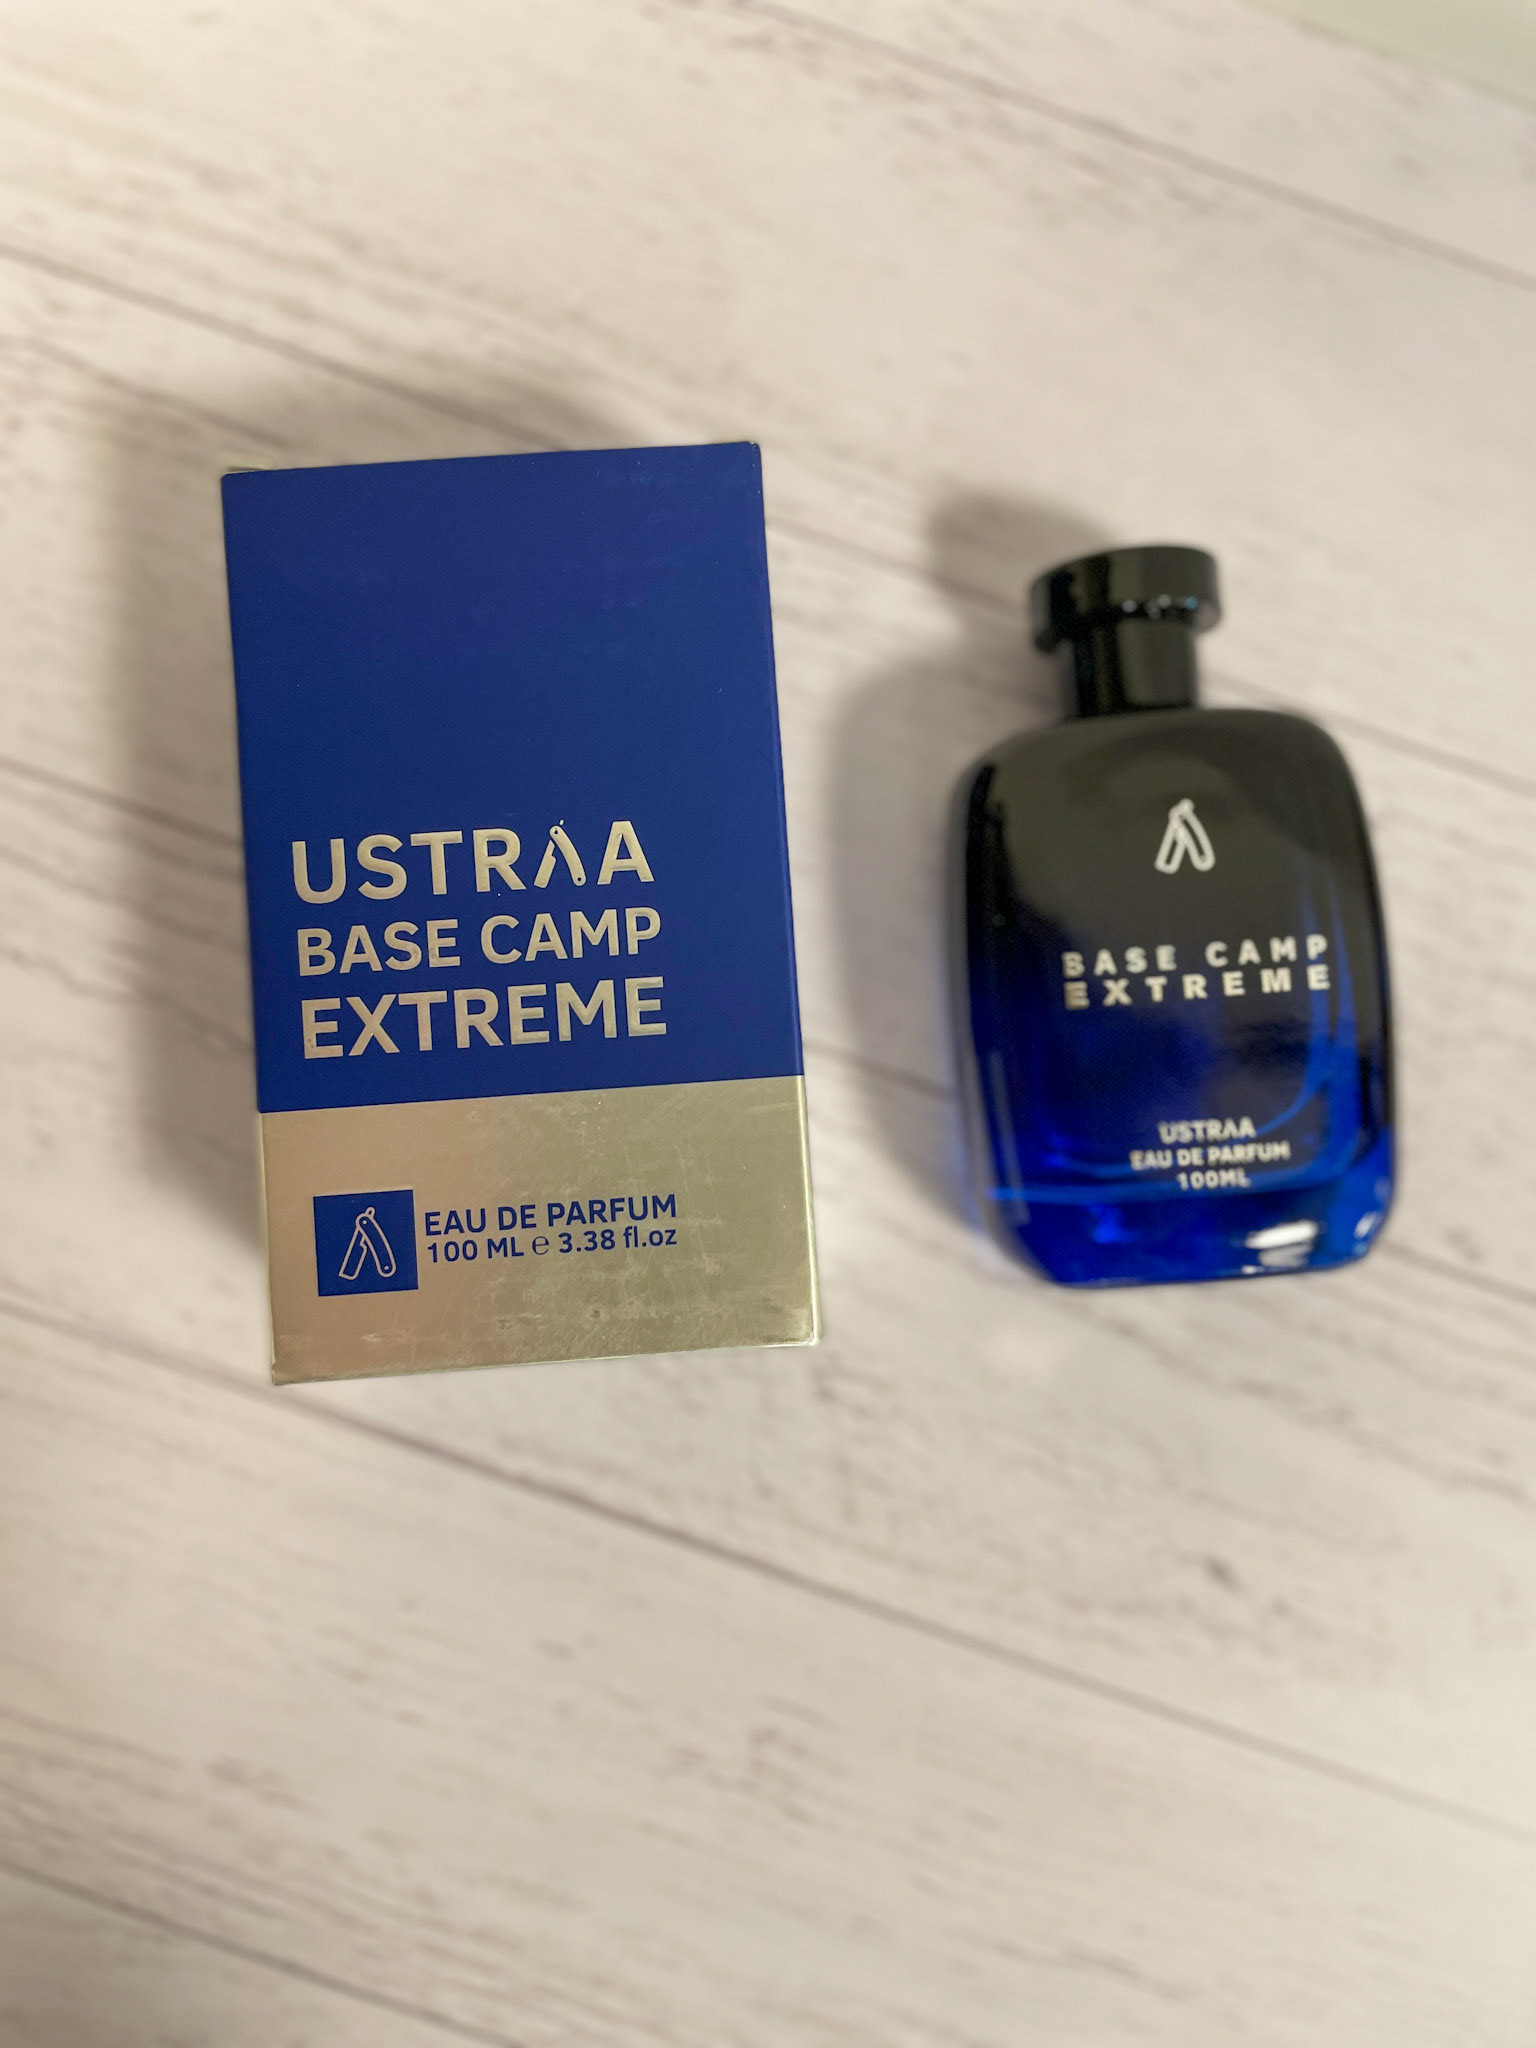 USTRAA
BASE CAMP
EXTREME
EAU DE PARFUM
100 ML ℮ 3.38 fl.oz
BASE CAMP
EXTREME
USTRAA
EAU DE PARFUM
100ML